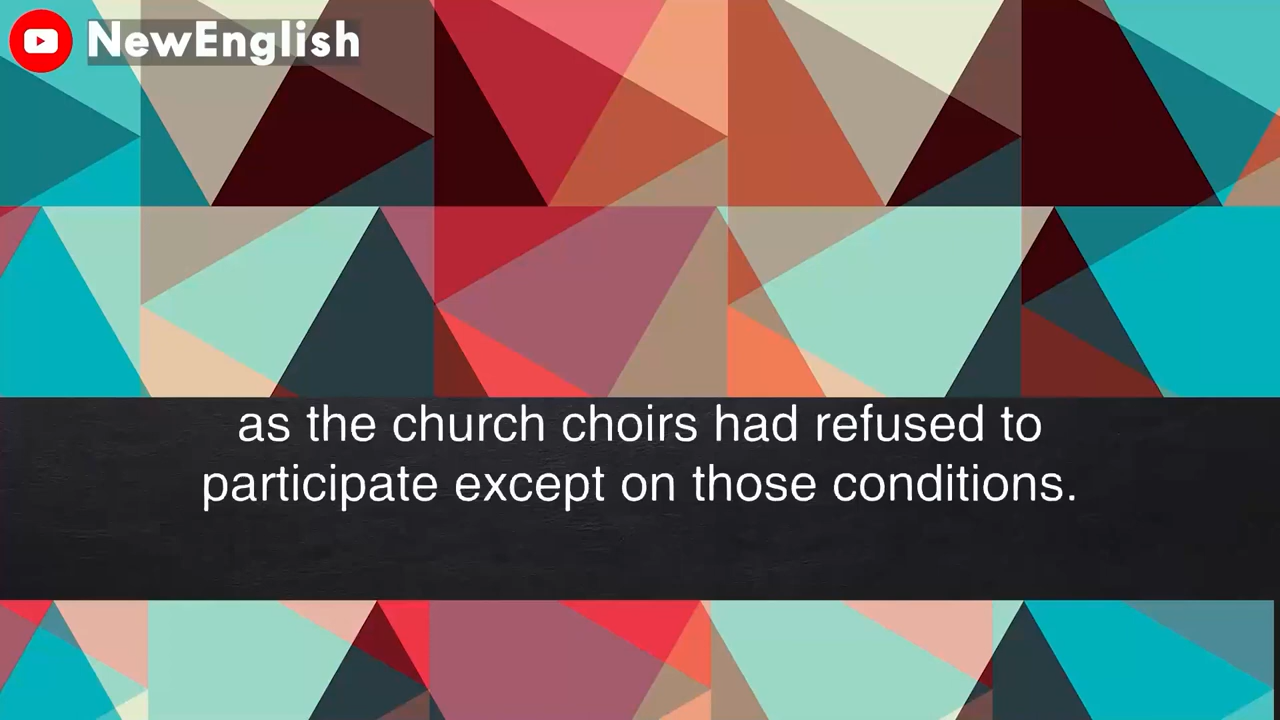 NewEnglish
as the church choirs had refused to
participate except on those conditions.